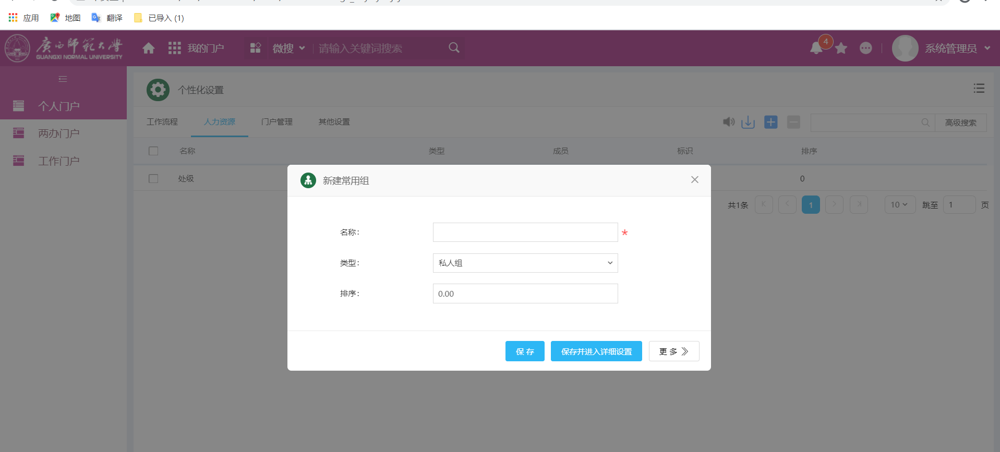 应用 地图 翻译 已导入 (1)
廣西師範大學
GUANGXI NORMAL UNIVERSITY
我的门户 微搜 请输入关键词搜索 4 系统管理员
个人门户
两办门户
工作门户
个性化设置
工作流程 人力资源 门户管理 其他设置 高级搜索
名称 类型 成员 标识 排序
处级 0
共1条 1 10 跳至 1 页
新建常用组
名称: *
类型: 私人组
排序: 0.00
保 存 保存并进入详细设置 更 多